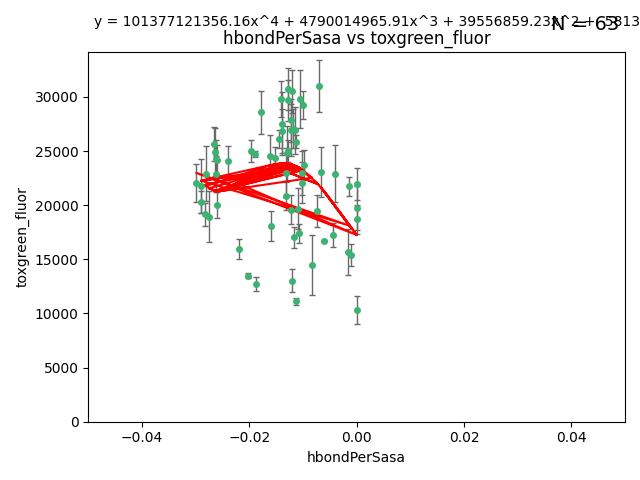 y = 101377121356.16x^4 + 4790014965.91x^3 + 39556859.23x^2 +
N = 63
hbondPerSasa vs toxgreen_fluor
30000
25000
20000
15000
10000
5000
0
toxgreen_fluor
−0.04 −0.02 0.00 0.02 0.04
hbondPerSasa